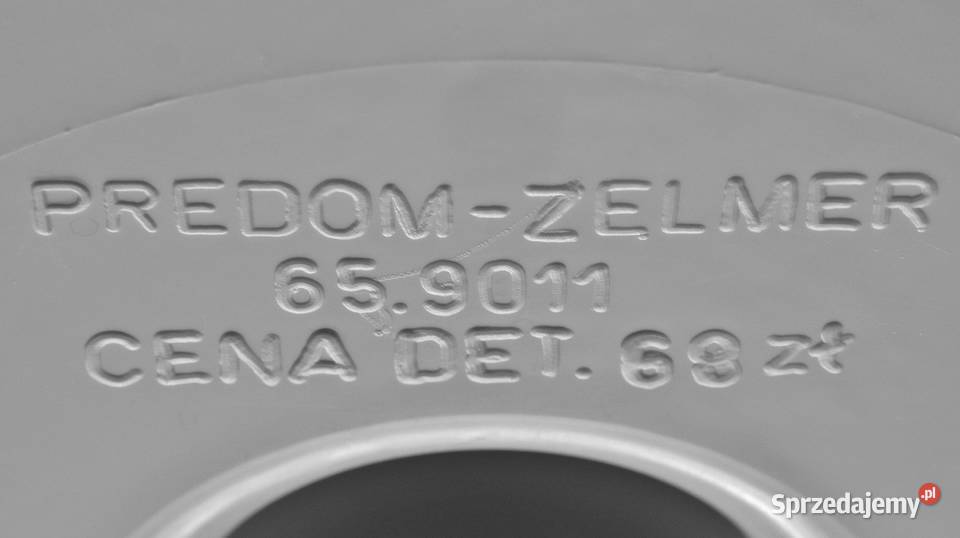 PREDOM-ZELMER
65.9011
CENA DET. 68 zł
Sprzedajemy.pl